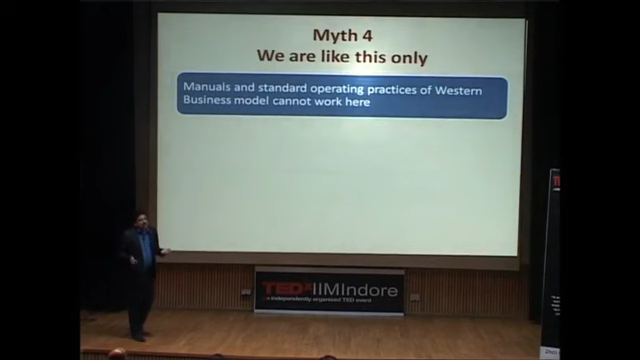 Myth 4
We are like this only
Manuals and standard operating practices of Western
Business model cannot work here
TEDxIIMIndore
x = independently organized TED event